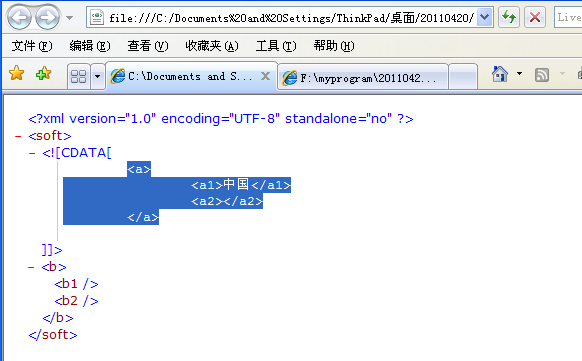 file:///C:/Documents%20and%20Settings/ThinkPad/桌面/20110420/
Live
文件(F) 编辑(E) 查看(V) 收藏夹(A) 工具(T) 帮助(H)
C:\Documents and S... F:\myprogram\2011042...
<?xml version="1.0" encoding="UTF-8" standalone="no" ?>
- <soft>
- <![CDATA[
<a>
<a1>中国</a1>
<a2></a2>
</a>
]]>
- <b>
<b1 />
<b2 />
</b>
</soft>